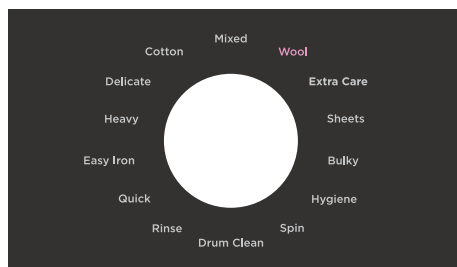 Mixed
Cotton
Wool
Delicate
Extra Care
Heavy
Sheets
Easy Iron
Bulky
Quick
Hygiene
Rinse
Spin
Drum Clean